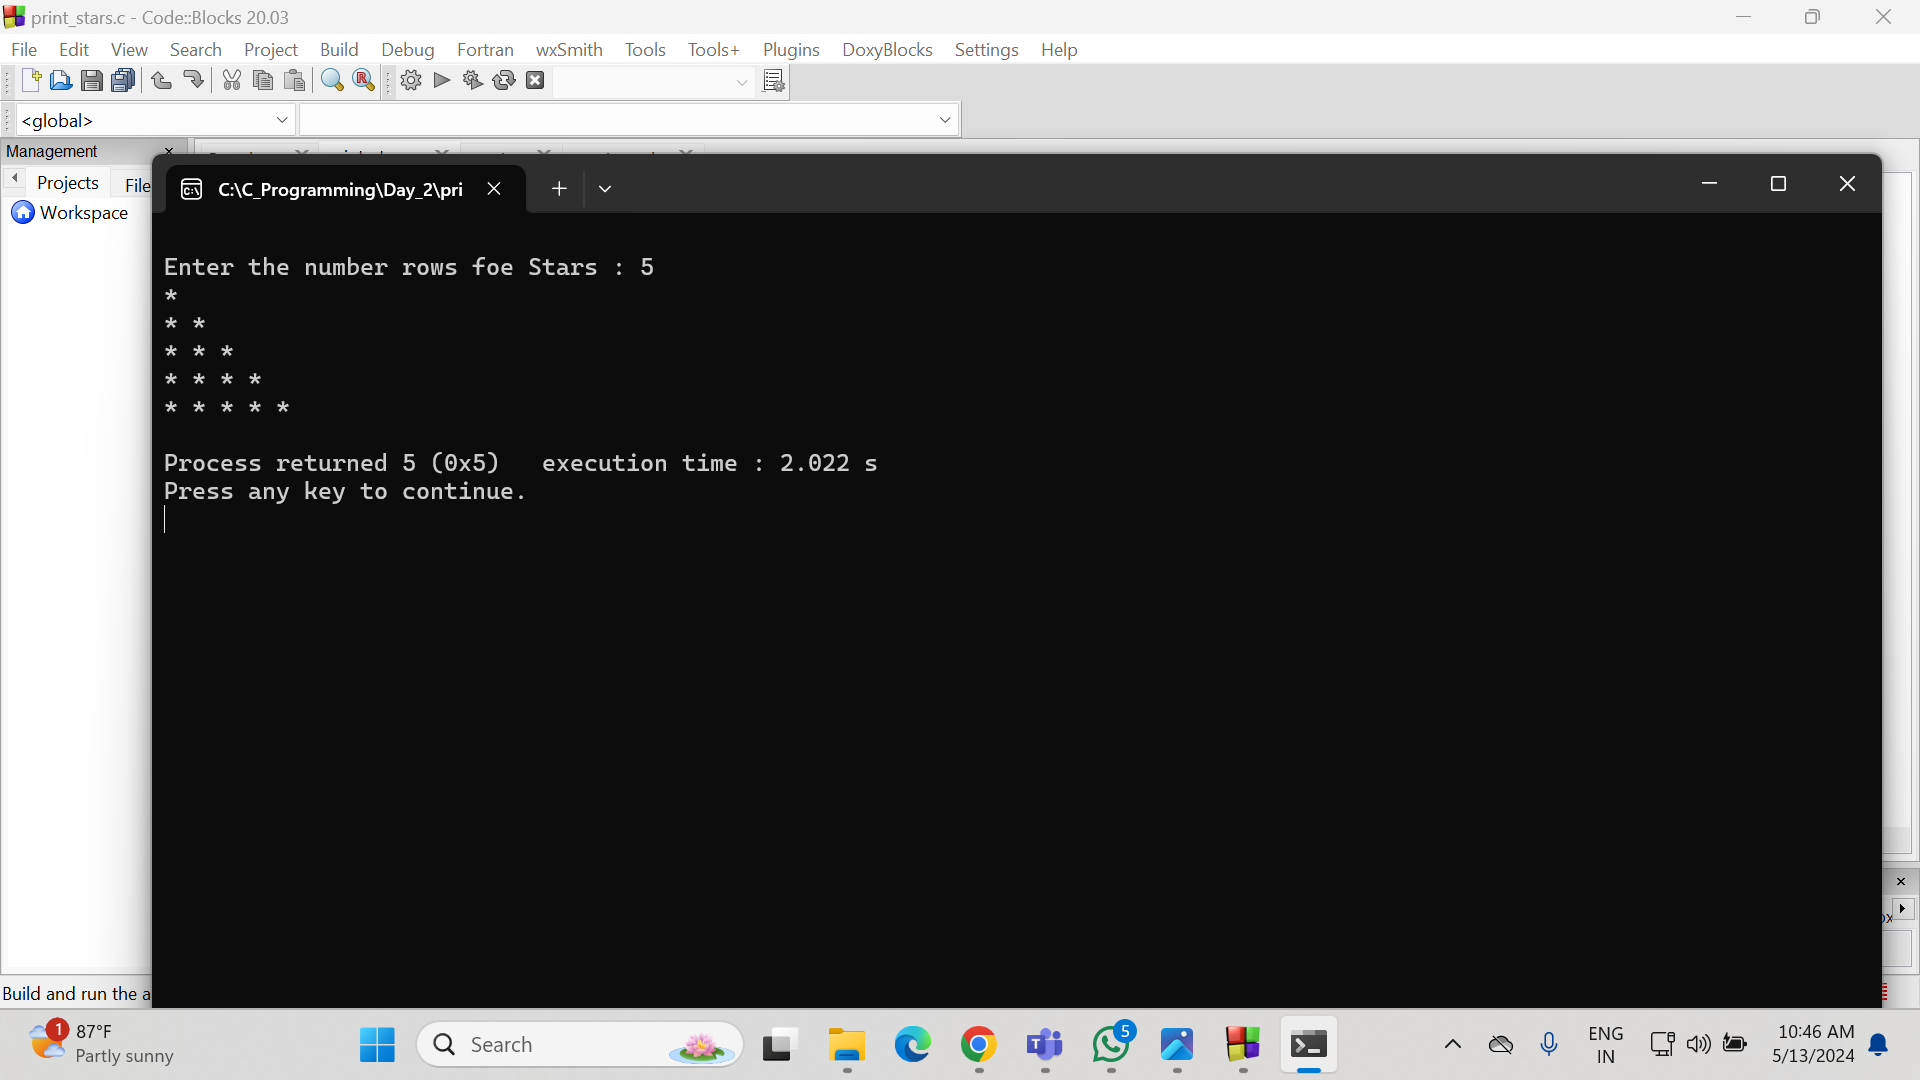 print_stars.c - Code::Blocks 20.03
File Edit View Search Project Build Debug Fortran wxSmith Tools Tools+ Plugins DoxyBlocks Settings Help
<global>
Management
Projects File
Workspace
C:\C_Programming\Day_2\pri
Enter the number rows foe Stars : 5
*
* *
* * *
* * * *
* * * * *
Process returned 5 (0x5)   execution time : 2.022 s
Press any key to continue.
Build and run the a
1
87°F
Partly sunny
Search
5
ENG
IN
10:46 AM
5/13/2024